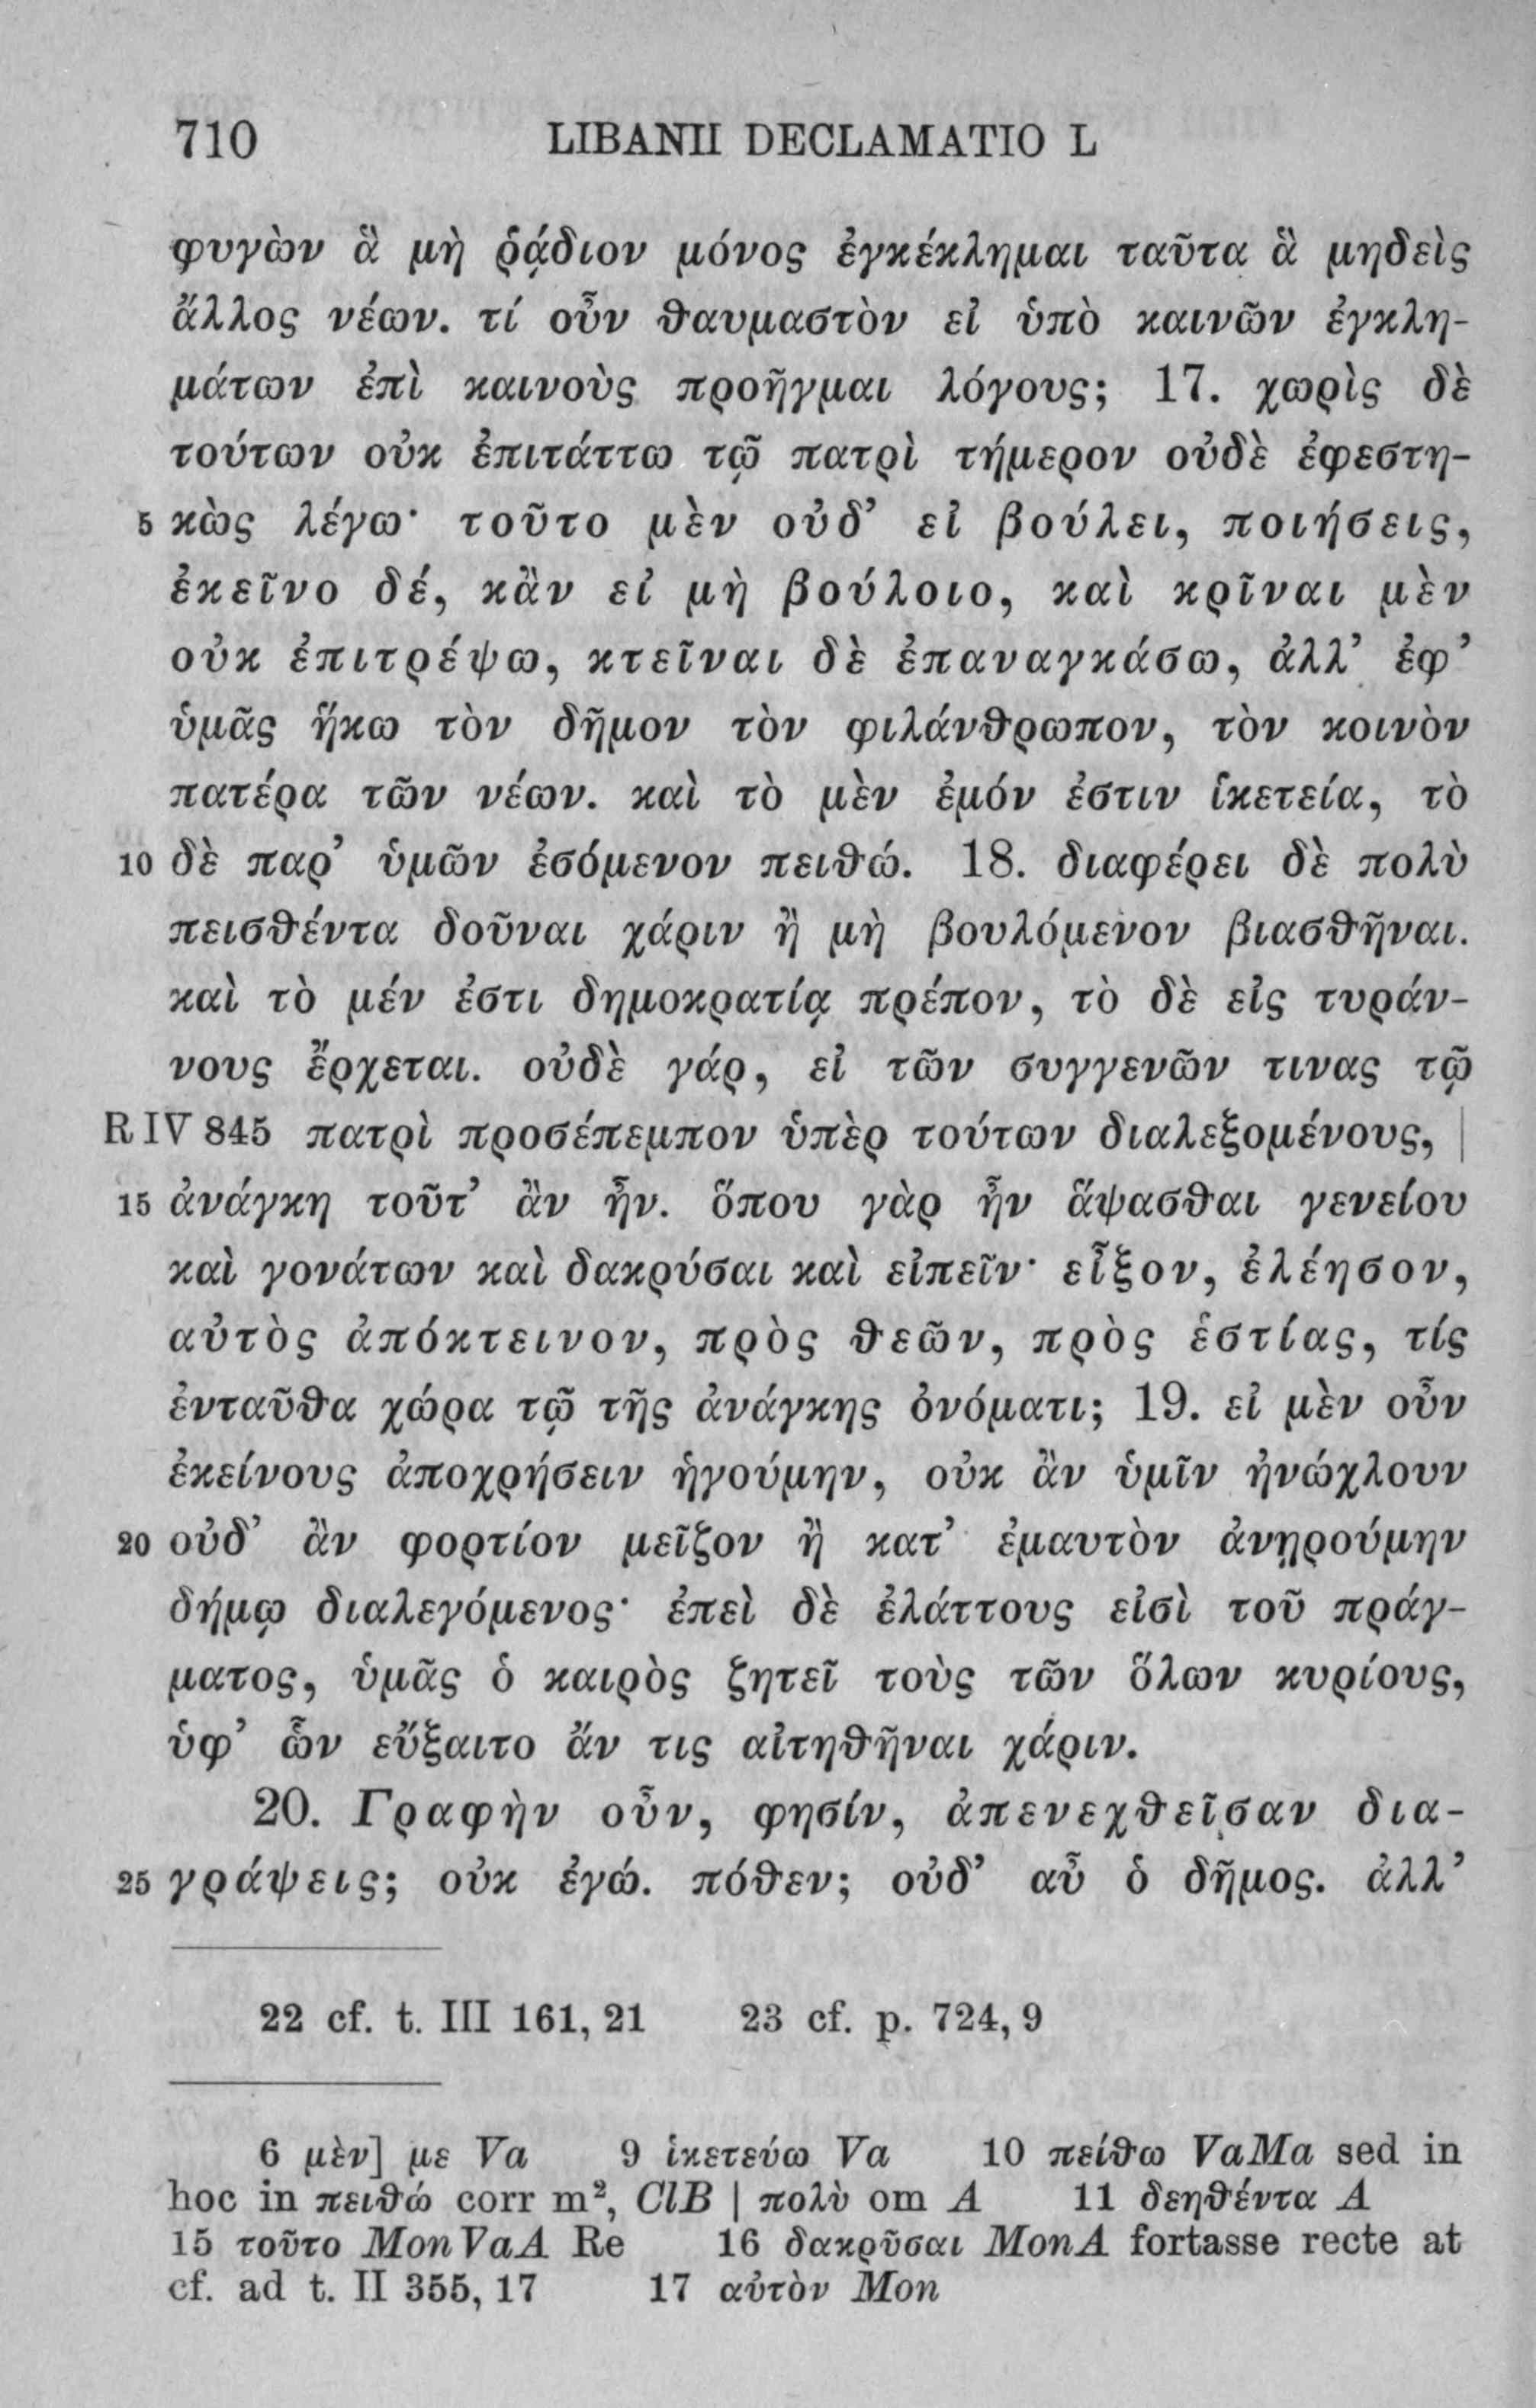 710 LIBANII DECLAMATIO L
φυγὼν ἃ μὴ ῥᾴδιον μόνος ἐγκέκλημαι ταῦτα ἃ μηδεὶς
ἄλλος νέων. τί οὖν θαυμαστὸν εἰ ὑπὸ καινῶν ἐγκλη-
μάτων ἐπὶ καινοὺς προῆγμαι λόγους; 17. χωρὶς δὲ
τούτων οὐκ ἐπιτάττω τῷ πατρὶ τήμερον οὐδὲ ἐφεστη-
5 κὼς λέγω· τοῦτο μὲν οὐδ’ εἰ βούλει, ποιήσεις,
ἐκεῖνο δέ, κἂν εἰ μὴ βούλοιο, καὶ κρῖναι μὲν
οὐκ ἐπιτρέψω, κτεῖναι δὲ ἐπαναγκάσω, ἀλλ’ ἐφ’
ὑμᾶς ἥκω τὸν δῆμον τὸν φιλάνθρωπον, τὸν κοινὸν
πατέρα τῶν νέων. καὶ τὸ μὲν ἐμόν ἐστιν ἱκετεία, τὸ
10 δὲ παρ’ ὑμῶν ἐσόμενον πειθώ. 18. διαφέρει δὲ πολὺ
πεισθέντα δοῦναι χάριν ἢ μὴ βουλόμενον βιασθῆναι.
καὶ τὸ μέν ἐστι δημοκρατίᾳ πρέπον, τὸ δὲ εἰς τυράν-
νους ἔρχεται. οὐδὲ γάρ, εἰ τῶν συγγενῶν τινας τῷ
R IV 845 πατρὶ προσέπεμπον ὑπὲρ τούτων διαλεξομένους, |
15 ἀνάγκη τοῦτ’ ἂν ἦν. ὅπου γὰρ ἦν ἅψασθαι γενείου
καὶ γονάτων καὶ δακρύσαι καὶ εἰπεῖν· εἶξον, ἐλέησον,
αὐτὸς ἀπόκτεινον, πρὸς θεῶν, πρὸς ἑστίας, τίς
ἐνταῦθα χώρα τῷ τῆς ἀνάγκης ὀνόματι; 19. εἰ μὲν οὖν
ἐκείνους ἀποχρήσειν ἡγούμην, οὐκ ἂν ὑμῖν ἠνώχλουν
20 οὐδ’ ἂν φορτίον μεῖζον ἢ κατ’ ἐμαυτὸν ἀνῃρούμην
δήμῳ διαλεγόμενος· ἐπεὶ δὲ ἐλάττους εἰσὶ τοῦ πράγ-
ματος, ὑμᾶς ὁ καιρὸς ζητεῖ τοὺς τῶν ὅλων κυρίους,
ὑφ’ ὧν εὔξαιτο ἄν τις αἰτηθῆναι χάριν.
20. Γραφὴν οὖν, φησίν, ἀπενεχθεῖσαν δια-
25 γράψεις; οὐκ ἐγώ. πόθεν; οὐδ’ αὖ ὁ δῆμος. ἀλλ’
22 cf. t. III 161, 21 23 cf. p. 724, 9
6 μὲν] με Va 9 ἱκετεύω Va 10 πείθω VaMa sed in
hoc in πειθώ corr m², ClB | πολὺ om A 11 δεηθέντα A
15 τοῦτο MonVaA Re 16 δακρῦσαι MonA fortasse recte at
cf. ad t. II 355, 17 17 αὐτὸν Mon